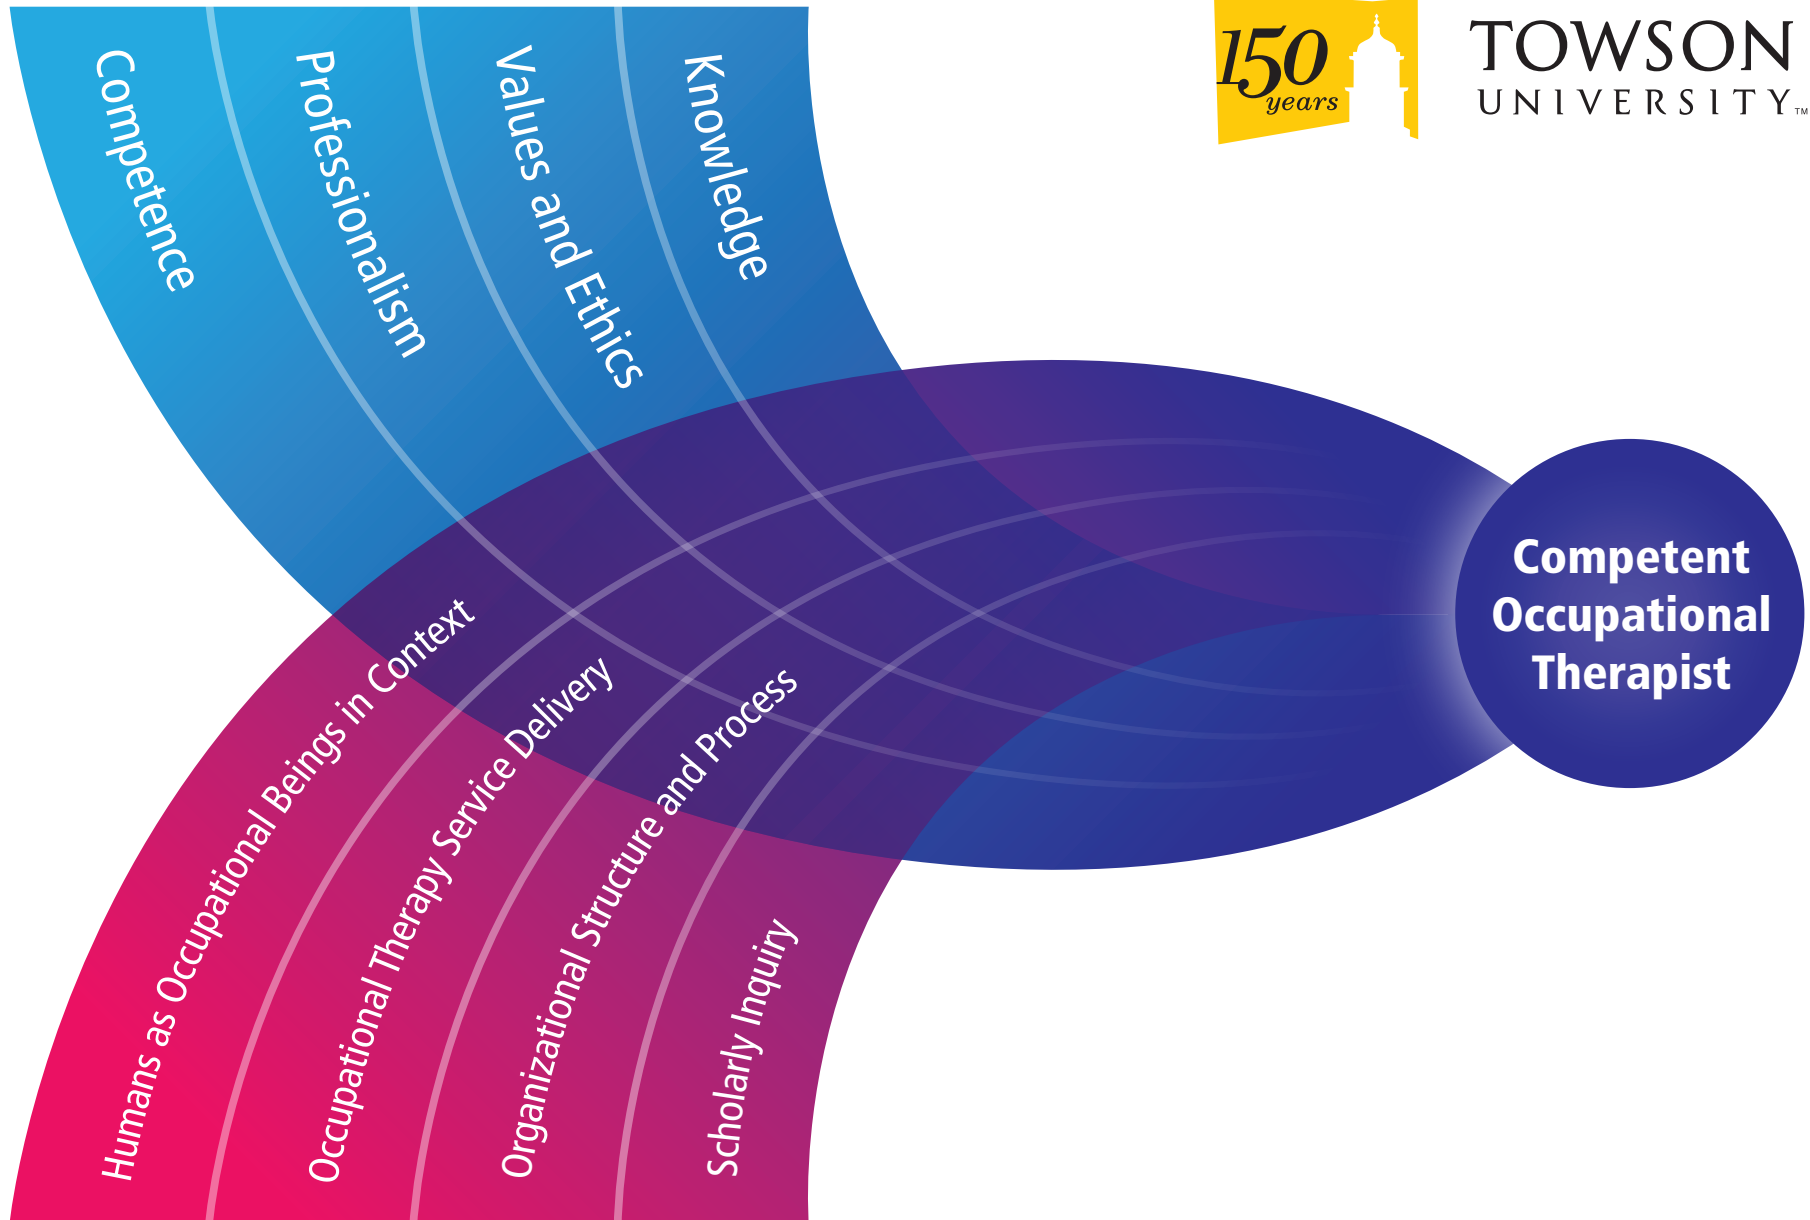 150
years
TOWSON
UNIVERSITY™
Competence
Professionalism
Values and Ethics
Knowledge
Humans as Occupational Beings in Context
Occupational Therapy Service Delivery
Organizational Structure and Process
Scholarly Inquiry
Competent
Occupational
Therapist